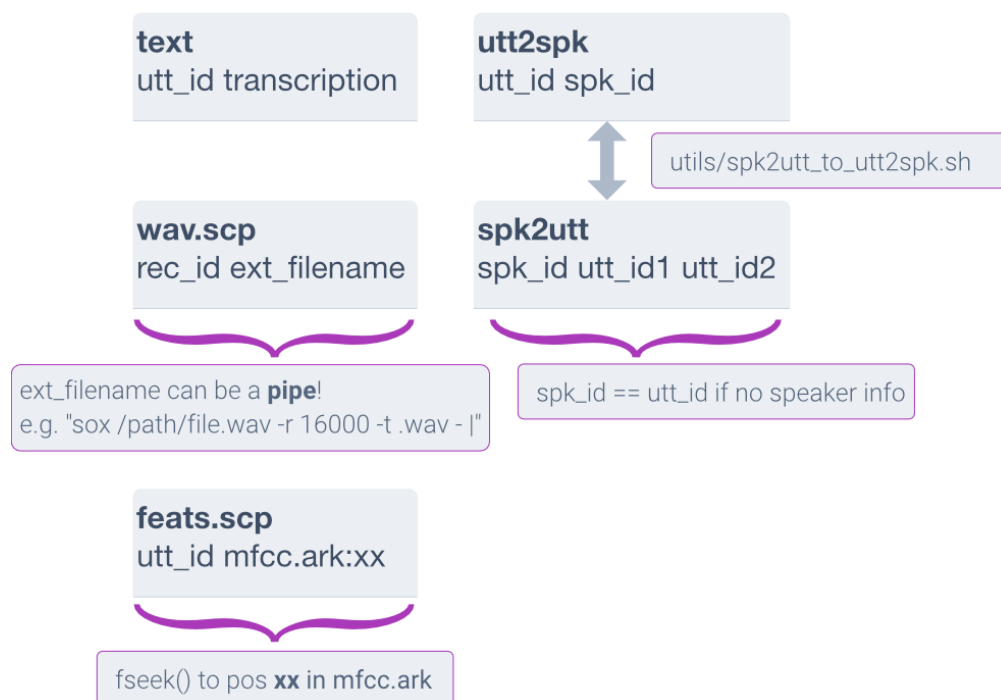 text
utt_id transcription
utt2spk
utt_id spk_id
utils/spk2utt_to_utt2spk.sh
wav.scp
rec_id ext_filename
spk2utt
spk_id utt_id1 utt_id2
ext_filename can be a pipe!
e.g. "sox /path/file.wav -r 16000 -t .wav - |"
spk_id == utt_id if no speaker info
feats.scp
utt_id mfcc.ark:xx
fseek() to pos xx in mfcc.ark